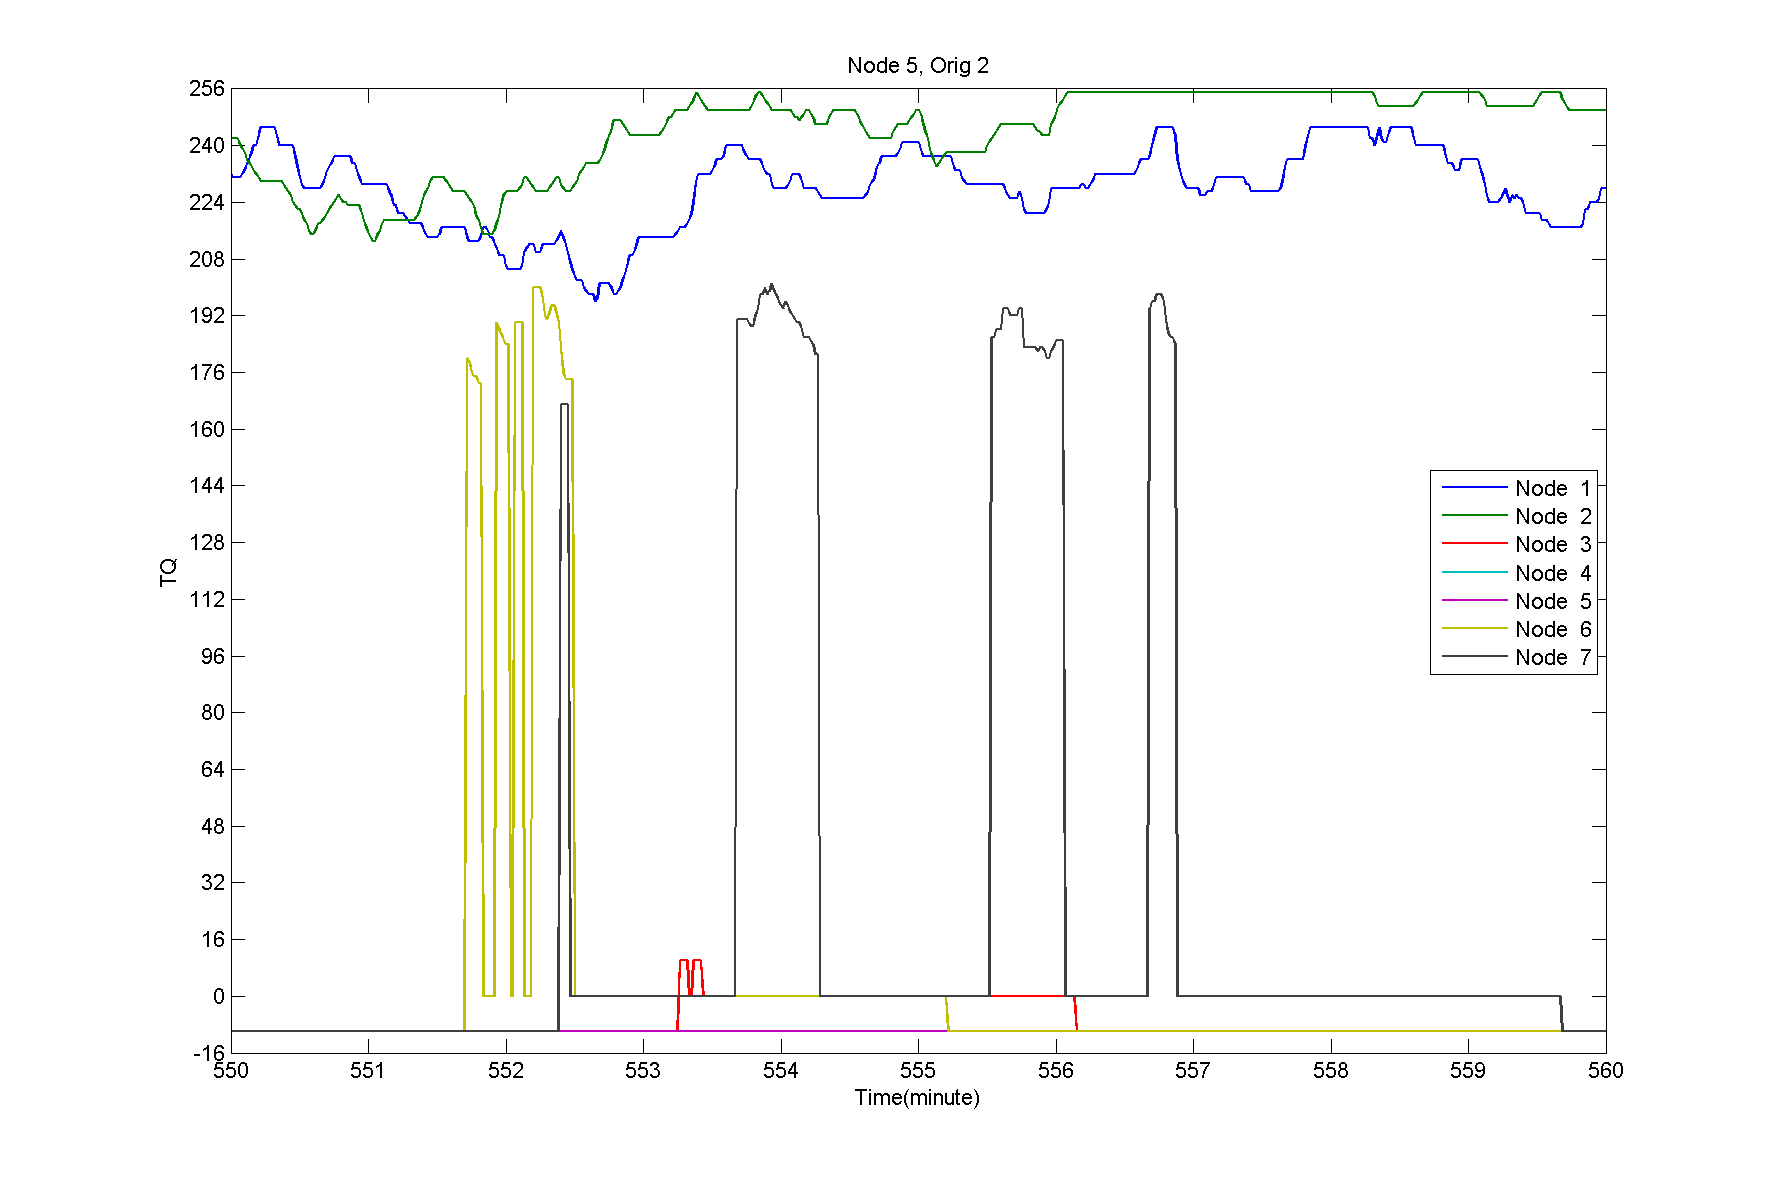 Node 5, Orig 2
256
240
224
208
192
176
160
144
128
112
96
80
64
48
32
16
0
-16
TQ
Node 1
Node 2
Node 3
Node 4
Node 5
Node 6
Node 7
550 551 552 553 554 555 556 557 558 559 560
Time(minute)